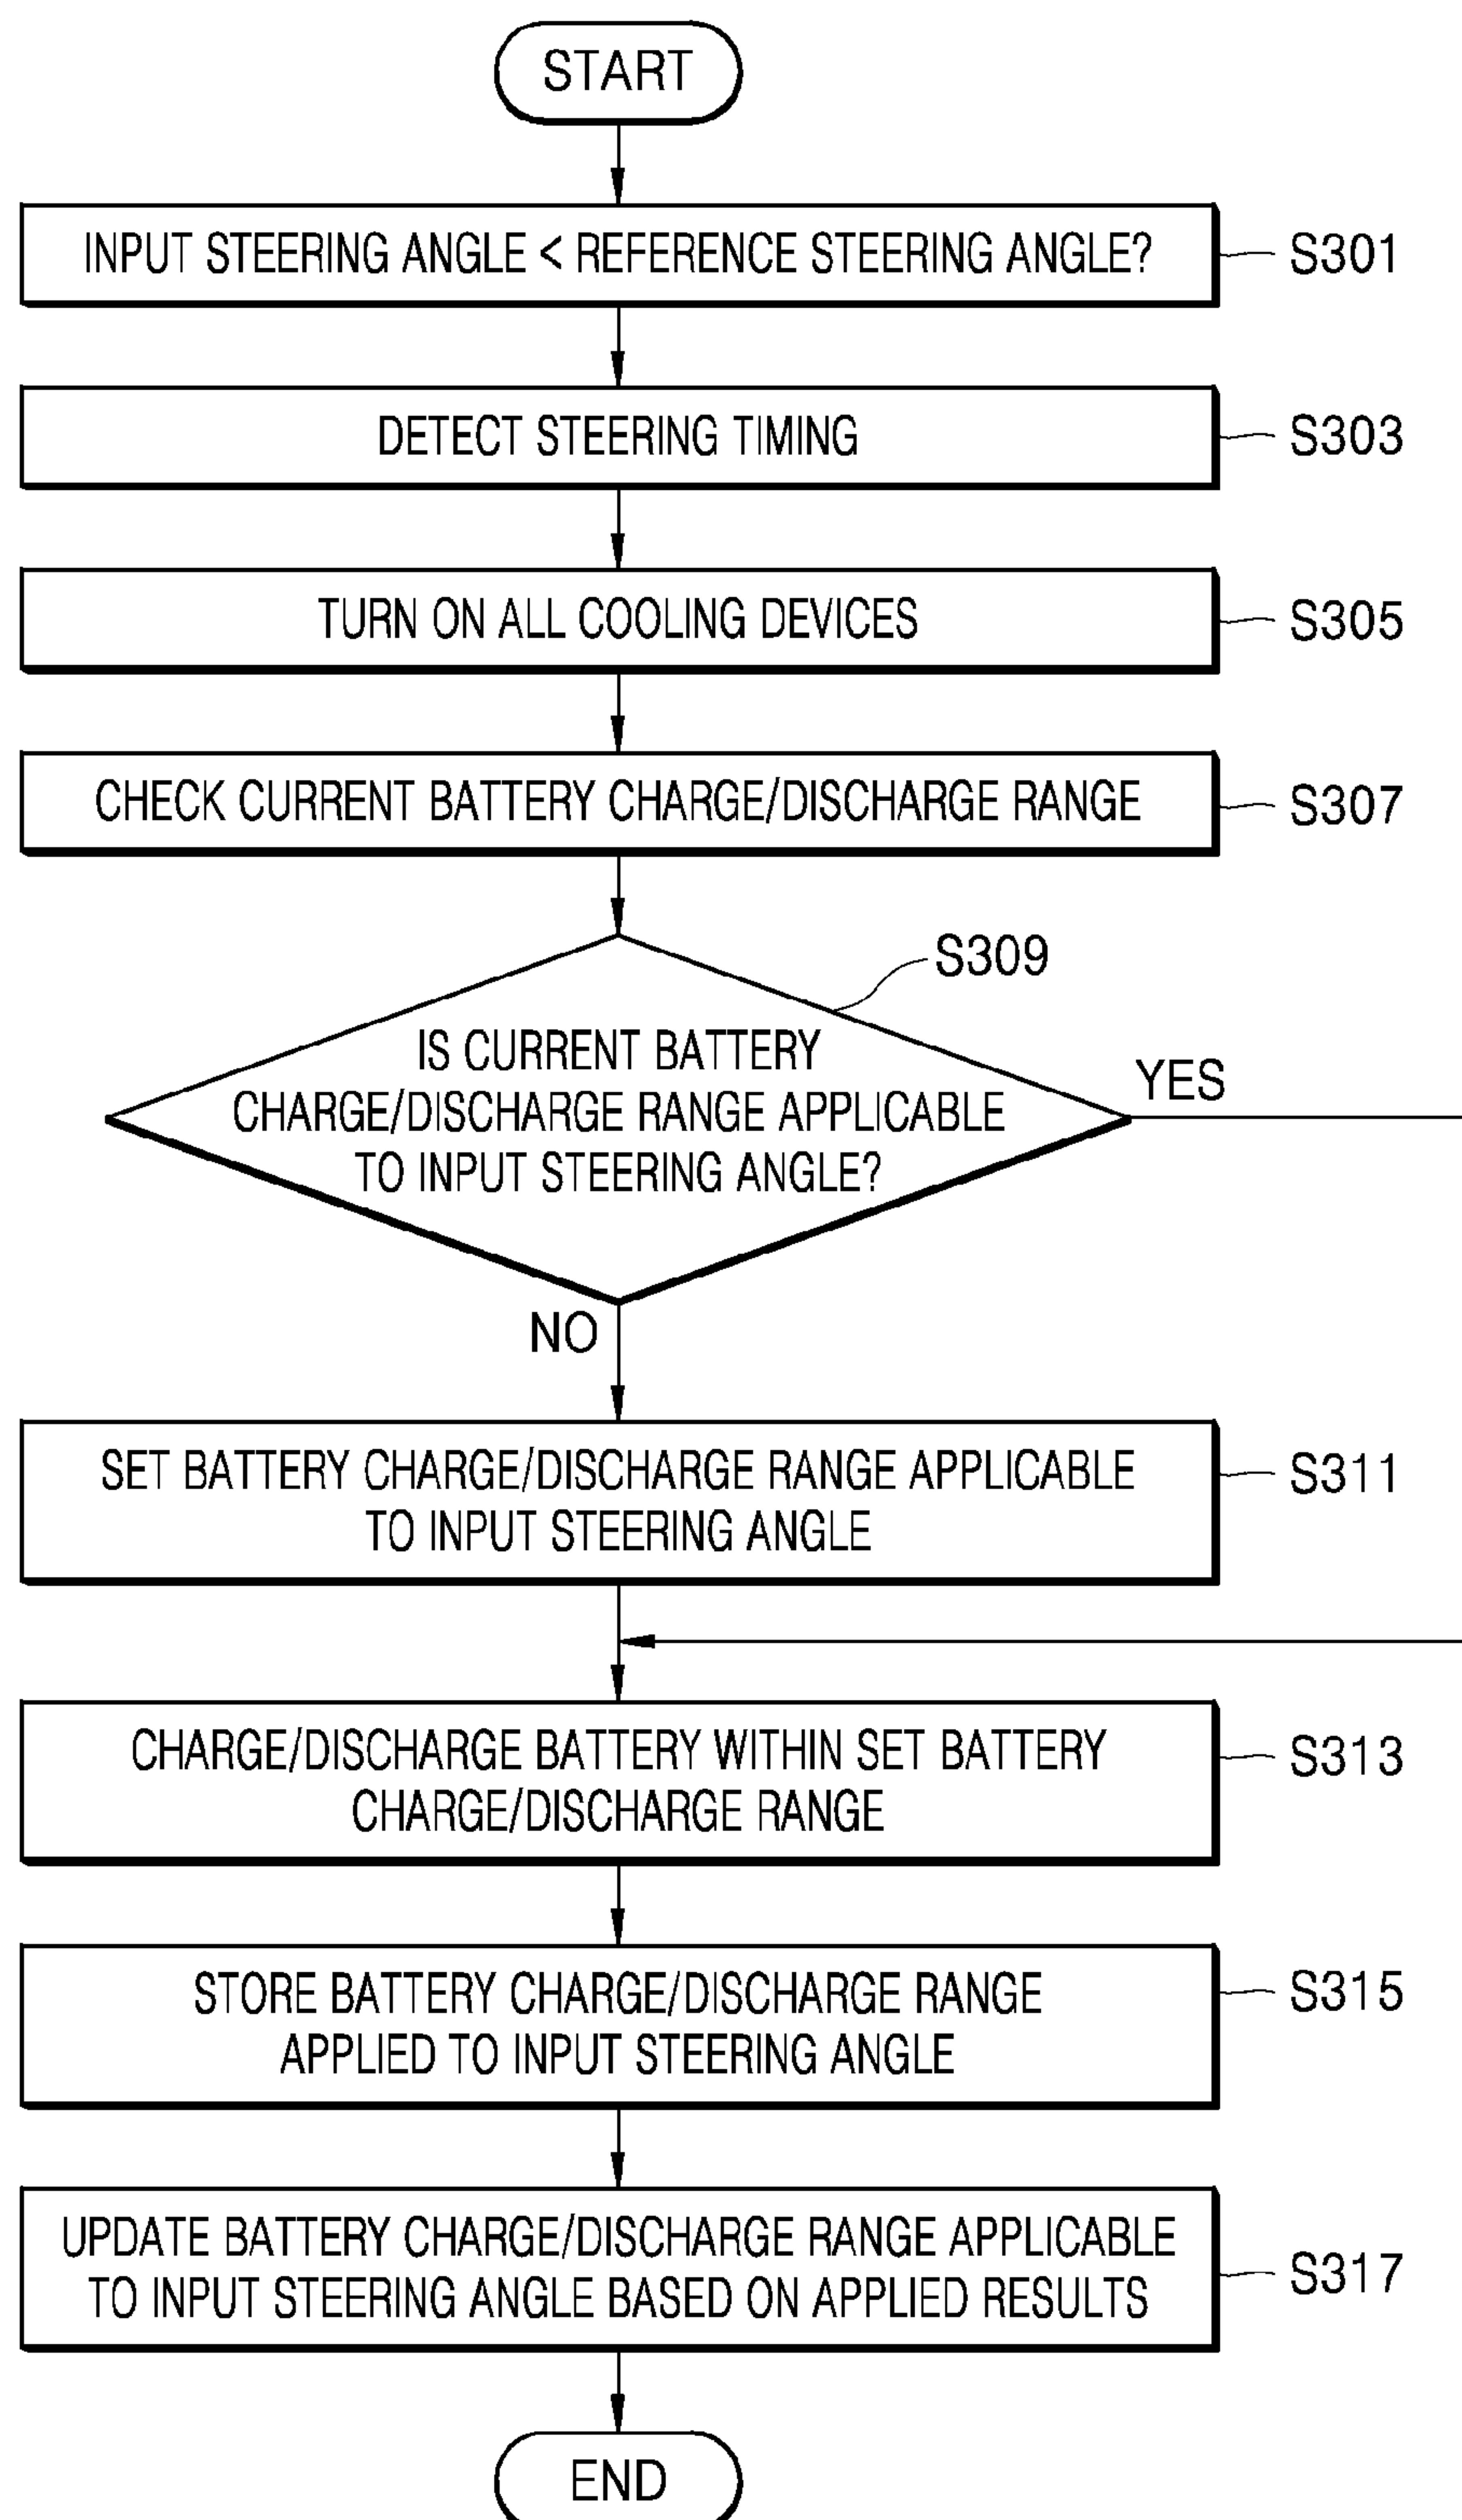 START
INPUT STEERING ANGLE < REFERENCE STEERING ANGLE?
S301
DETECT STEERING TIMING
S303
TURN ON ALL COOLING DEVICES
S305
CHECK CURRENT BATTERY CHARGE/DISCHARGE RANGE
S307
S309
IS CURRENT BATTERY
CHARGE/DISCHARGE RANGE APPLICABLE
TO INPUT STEERING ANGLE?
YES
NO
SET BATTERY CHARGE/DISCHARGE RANGE APPLICABLE
TO INPUT STEERING ANGLE
S311
CHARGE/DISCHARGE BATTERY WITHIN SET BATTERY
CHARGE/DISCHARGE RANGE
S313
STORE BATTERY CHARGE/DISCHARGE RANGE
APPLIED TO INPUT STEERING ANGLE
S315
UPDATE BATTERY CHARGE/DISCHARGE RANGE APPLICABLE
TO INPUT STEERING ANGLE BASED ON APPLIED RESULTS
S317
END